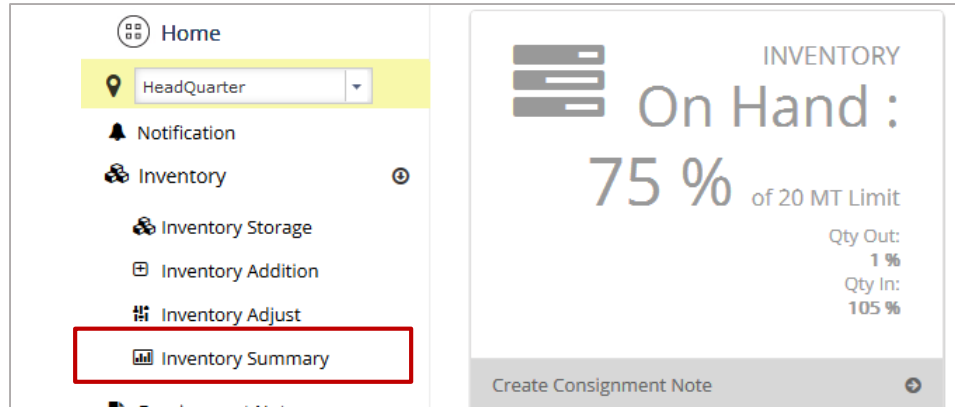 Home
HeadQuarter
Notification
Inventory
Inventory Storage
Inventory Addition
Inventory Adjust
Inventory Summary
INVENTORY
On Hand :
75 % of 20 MT Limit
Qty Out:
1 %
Qty In:
105 %
Create Consignment Note